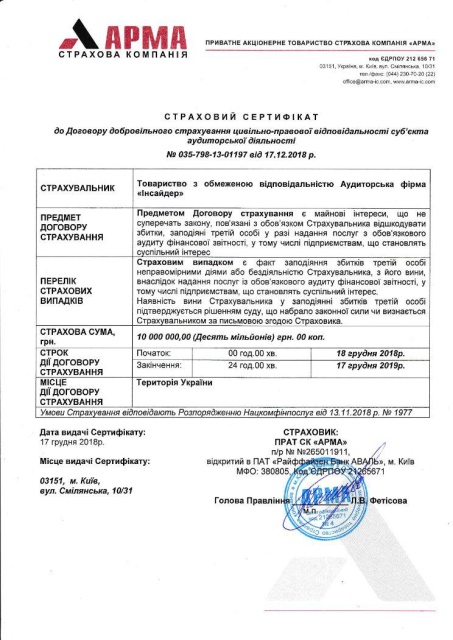 АРМА
СТРАХОВА КОМПАНІЯ
ПРИВАТНЕ АКЦІОНЕРНЕ ТОВАРИСТВО СТРАХОВА КОМПАНІЯ «АРМА»
код ЄДРПОУ 212 656 71
03151, Україна, м. Київ, вул. Смілянська, 10/31
тел./факс: (044) 230-70-20 (22)
office@arma-ic.com, www.arma-ic.com
СТРАХОВИЙ СЕРТИФІКАТ
до Договору добровільного страхування цивільно-правової відповідальності суб'єкта
аудиторської діяльності
№ 035-798-13-01197 від 17.12.2018 р.
СТРАХУВАЛЬНИК
Товариство з обмеженою відповідальністю Аудиторська фірма
«Інсайдер»
ПРЕДМЕТ
ДОГОВОРУ
СТРАХУВАННЯ
Предметом Договору страхування є майнові інтереси, що не
суперечать закону, пов'язані з обов'язком Страхувальника відшкодувати
збитки, заподіяні третій особі у разі надання послуг з обов'язкового
аудиту фінансової звітності, у тому числі підприємствам, що становлять
суспільний інтерес
ПЕРЕЛІК
СТРАХОВИХ
ВИПАДКІВ
Страховим випадком є факт заподіяння збитків третій особі
неправомірними діями або бездіяльністю Страхувальника, з його вини,
внаслідок надання послуг із обов'язкового аудиту фінансової звітності, у
тому числі підприємствам, що становлять суспільний інтерес.
Наявність вини Страхувальника у заподіянні збитків третій особі
підтверджується рішенням суду, що набрало законної сили чи визнається
Страхувальником за письмовою згодою Страховика.
СТРАХОВА СУМА,
грн.
10 000 000,00 (Десять мільйонів) грн. 00 коп.
СТРОК
ДІЇ ДОГОВОРУ
СТРАХУВАННЯ
Початок: 00 год.00 хв. 18 грудня 2018р.
Закінчення: 24 год.00 хв. 17 грудня 2019р.
МІСЦЕ
ДІЇ ДОГОВОРУ
СТРАХУВАННЯ
Територія України
Умови Страхування відповідають Розпорядженню Нацкомфінпослуг від 13.11.2018 р. № 1977
Дата видачі Сертифікату:
17 грудня 2018р.
Місце видачі Сертифікату:
03151, м. Київ,
вул. Смілянська, 10/31
СТРАХОВИК:
ПРАТ СК «АРМА»
п/р № №265011911,
відкритий в ПАТ «Райффайзен Банк АВАЛЬ», м. Київ
МФО: 380805, код ЄДРПОУ 21265671
Голова Правління Л.В. Фетісова
М.П.
АРМА
21265671
№ 4